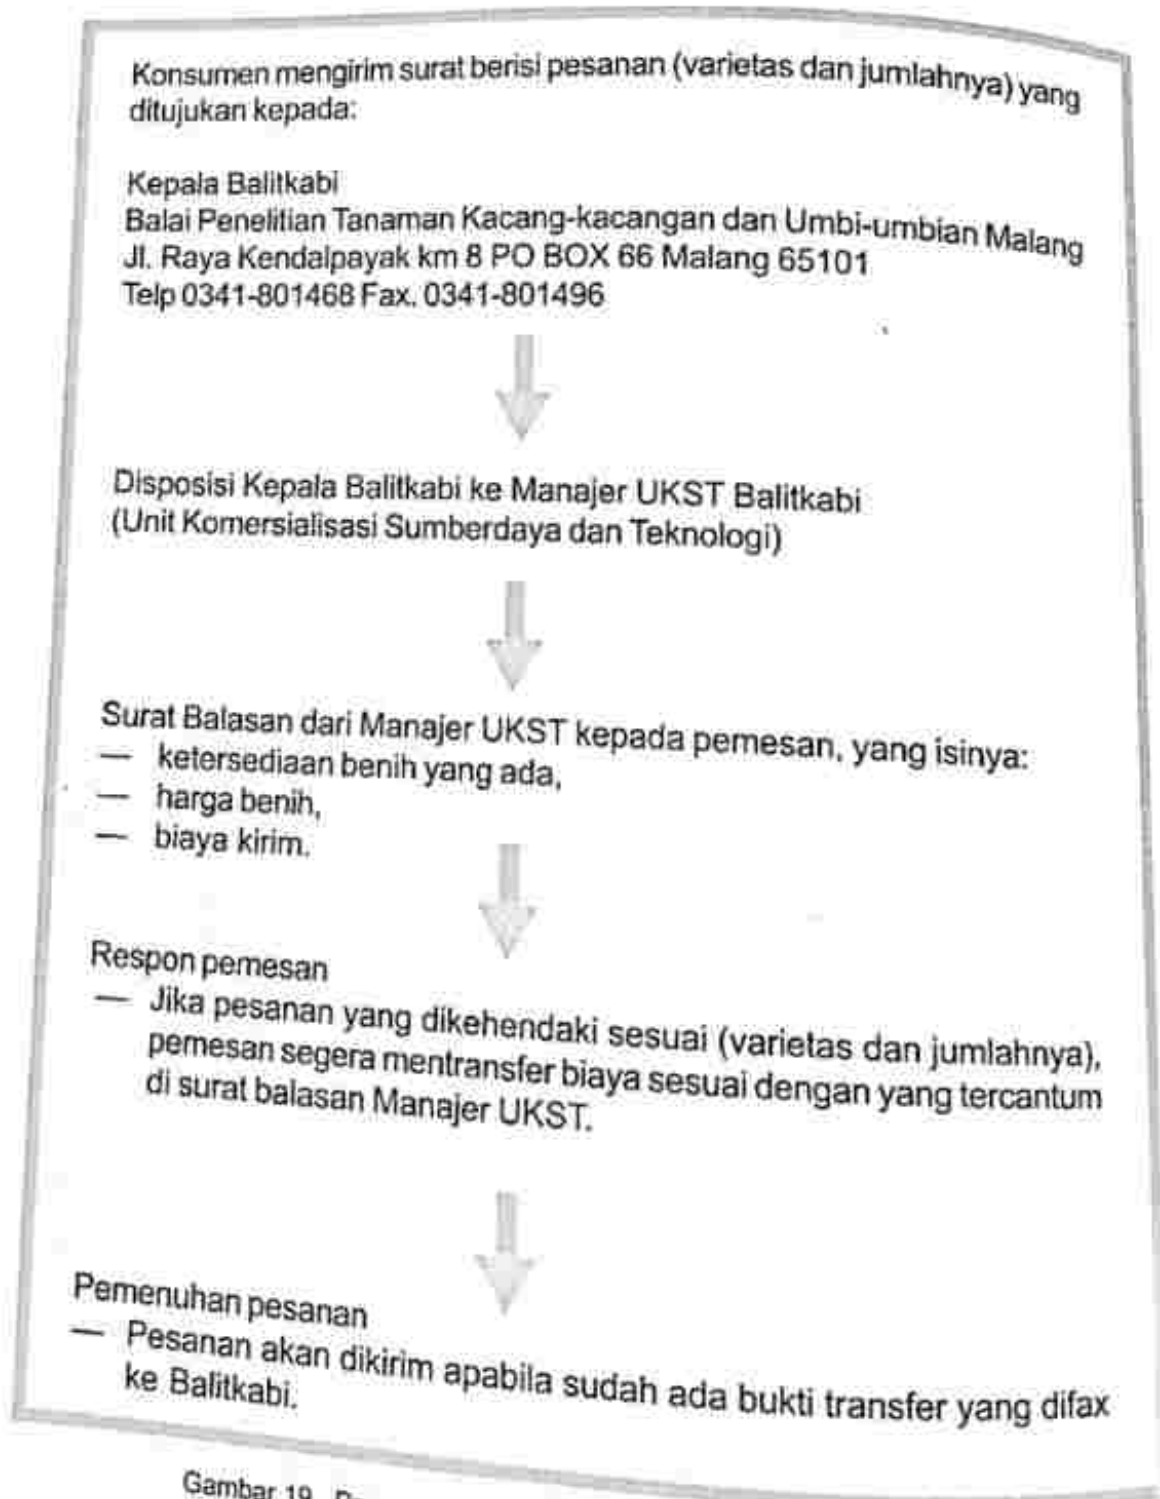 Konsumen mengirim surat berisi pesanan (varietas dan jumlahnya) yang
ditujukan kepada:
Kepala Balitkabi
Balai Penelitian Tanaman Kacang-kacangan dan Umbi-umbian Malang
Jl. Raya Kendalpayak km 8 PO BOX 66 Malang 65101
Telp 0341-801468 Fax. 0341-801496
Disposisi Kepala Balitkabi ke Manajer UKST Balitkabi
(Unit Komersialisasi Sumberdaya dan Teknologi)
Surat Balasan dari Manajer UKST kepada pemesan, yang isinya:
— ketersediaan benih yang ada,
— harga benih,
— biaya kirim.
Respon pemesan
— Jika pesanan yang dikehendaki sesuai (varietas dan jumlahnya),
pemesan segera mentransfer biaya sesuai dengan yang tercantum
di surat balasan Manajer UKST.
Pemenuhan pesanan
— Pesanan akan dikirim apabila sudah ada bukti transfer yang difax
ke Balitkabi.
Gambar 19